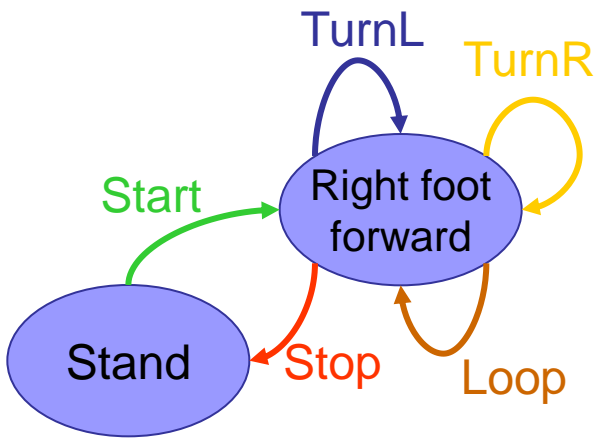 TurnL
TurnR
Right foot
forward
Start
Stand
Stop
Loop